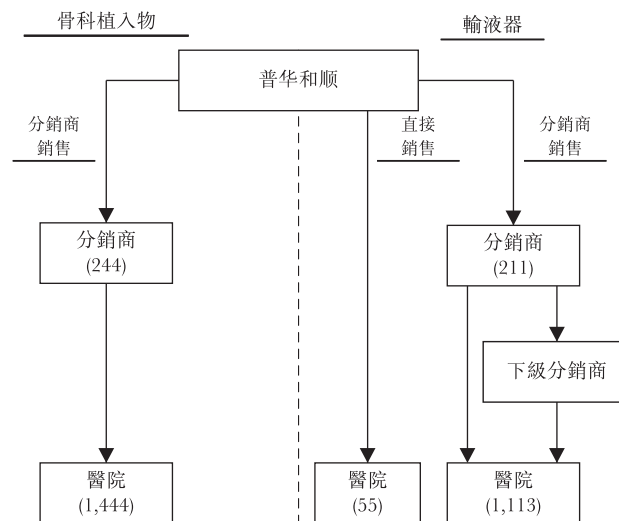 骨科植入物
輸液器
普华和顺
分銷商
銷售
直接
銷售
分銷商
銷售
分銷商
(244)
分銷商
(211)
下級分銷商
醫院
(1,444)
醫院
(55)
醫院
(1,113)